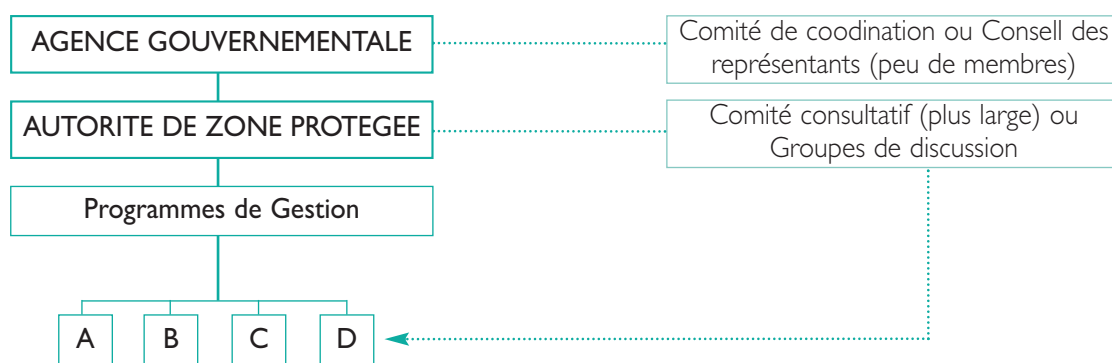 AGENCE GOUVERNEMENTALE
Comité de coodination ou Consell des
représentants (peu de membres)
AUTORITE DE ZONE PROTEGEE
Comité consultatif (plus large) ou
Groupes de discussion
Programmes de Gestion
A
B
C
D